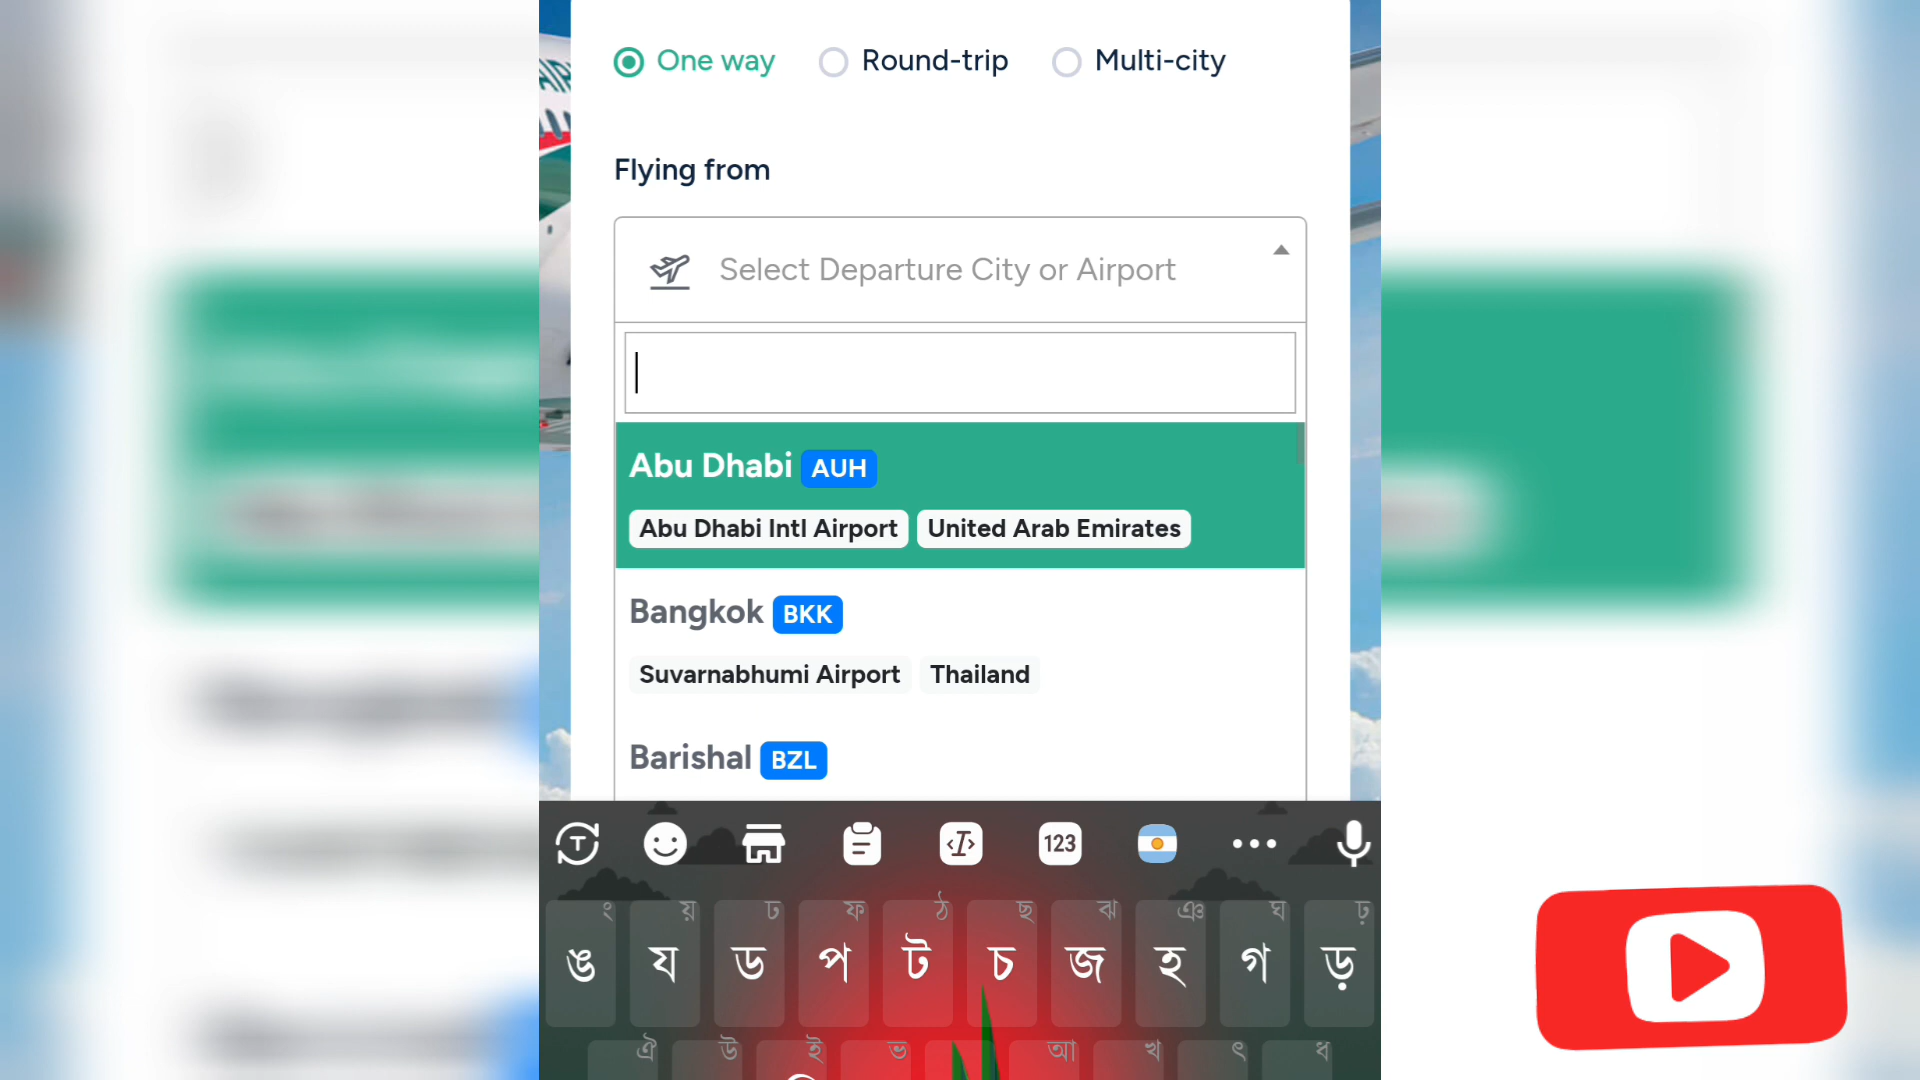 One way Round-trip Multi-city
Flying from
Select Departure City or Airport
Abu Dhabi AUH
Abu Dhabi Intl Airport United Arab Emirates
Bangkok BKK
Suvarnabhumi Airport Thailand
Barishal BZL
T 123
ং য় ঢ ফ ঠ ছ ঝ ঞ ঘ ঢ়
ঙ য ড প ট চ জ হ গ ড়
ঐ ঊ ঈ ভ আ খ ৎ ধ